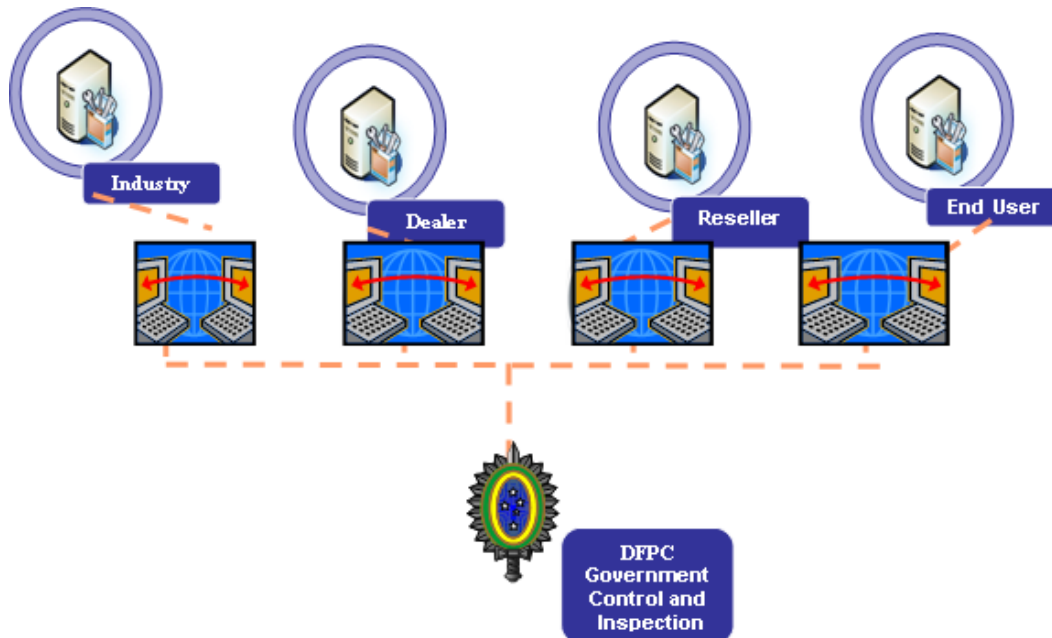 Industry
Dealer
Reseller
End User
DFPC
Government
Control and
Inspection